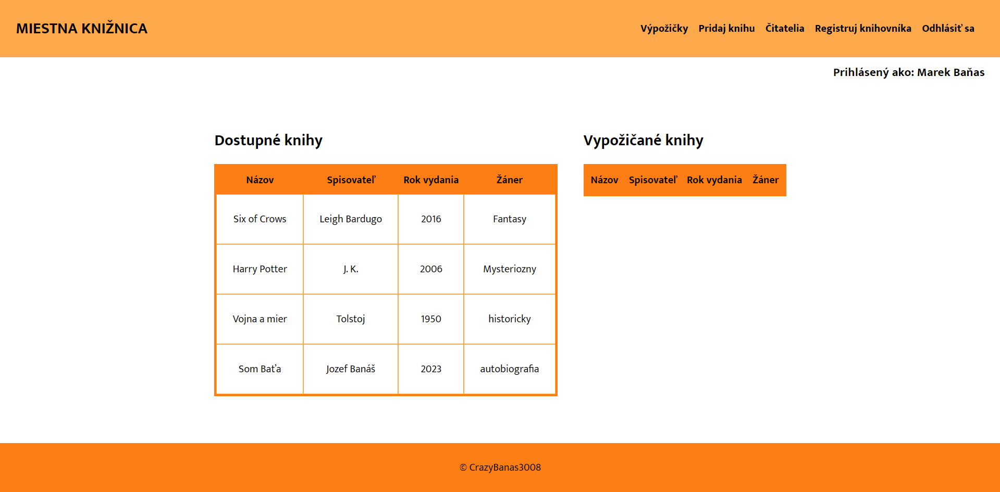 MIESTNA KNIŽNICA
Výpožičky Pridaj knihu Čitatelia Registruj knihovníka Odhlásiť sa
Prihlásený ako: Marek Baňas
Dostupné knihy
Názov Spisovateľ Rok vydania Žáner
Six of Crows Leigh Bardugo 2016 Fantasy
Harry Potter J. K. 2006 Mysteriozny
Vojna a mier Tolstoj 1950 historicky
Som Baťa Jozef Banáš 2023 autobiografia
Vypožičané knihy
Názov Spisovateľ Rok vydania Žáner
© CrazyBanas3008